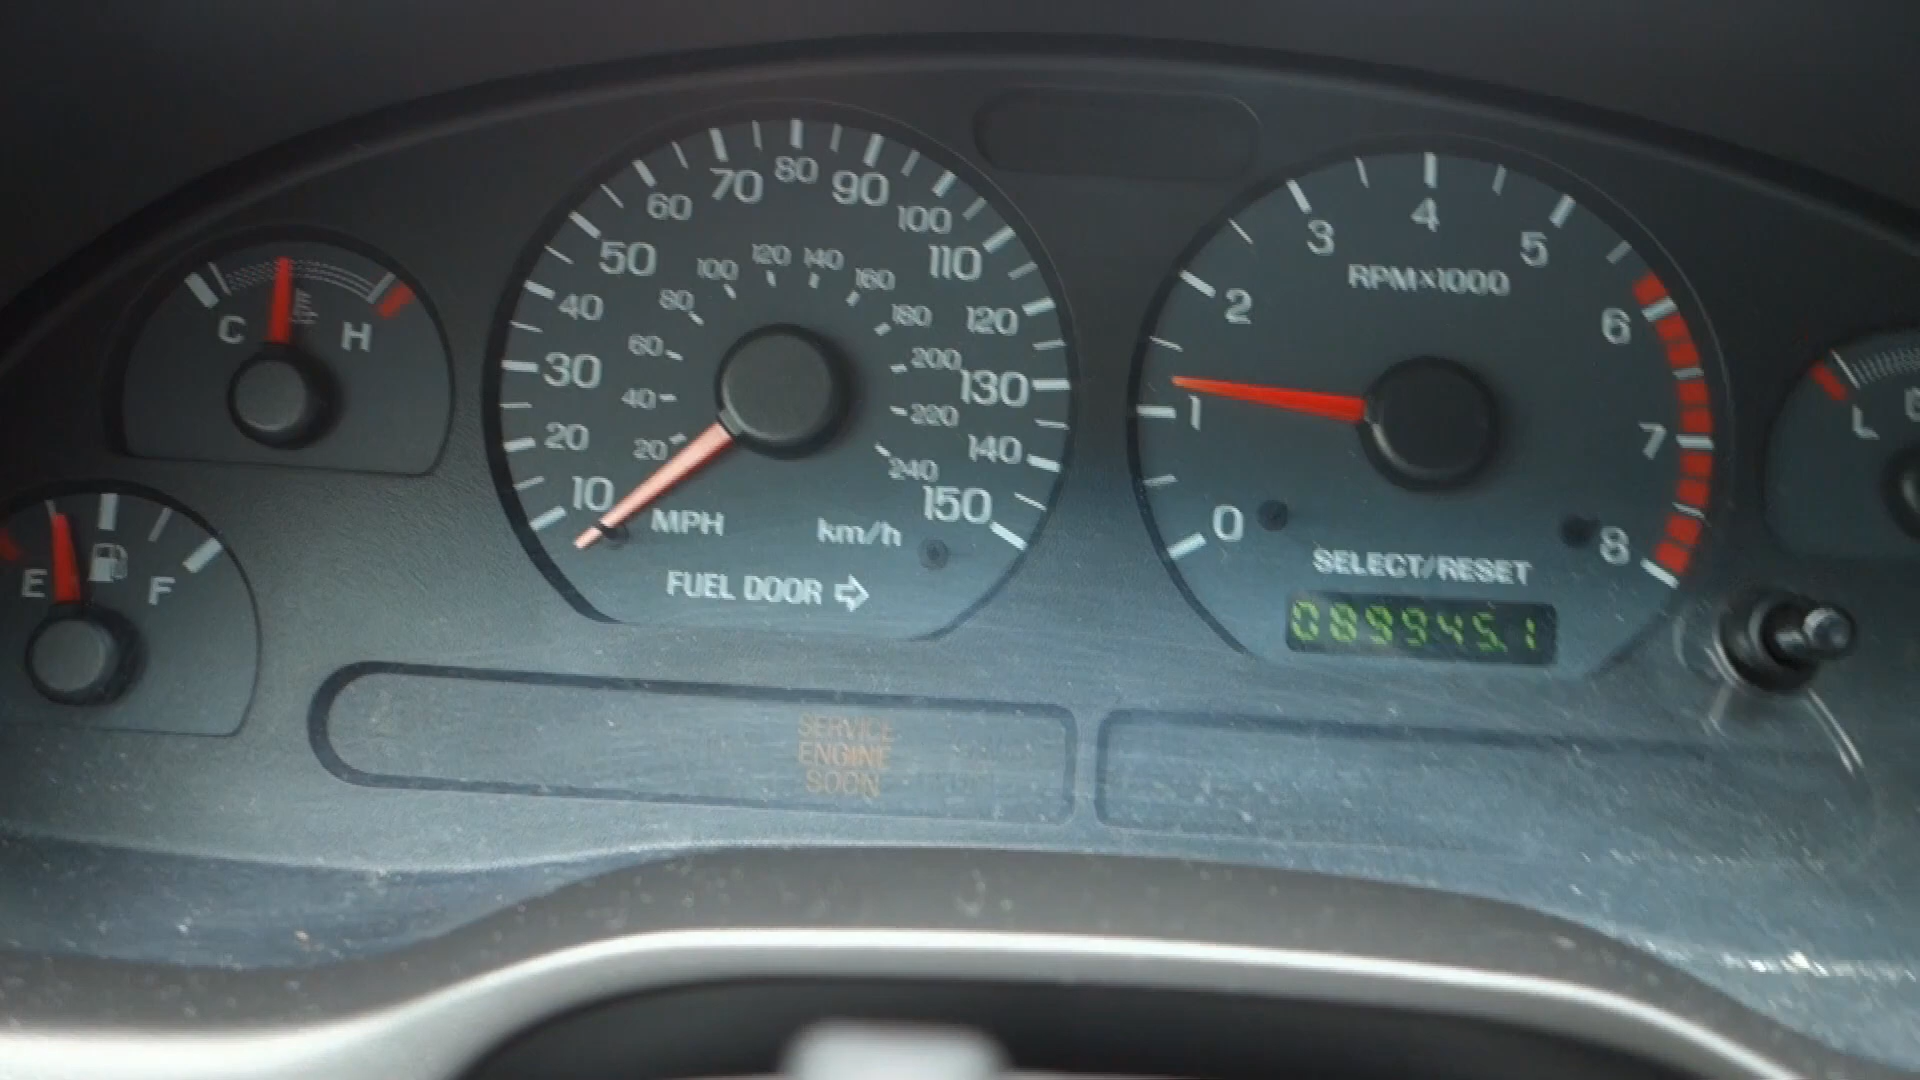 C H
E F
10 20 30 40 50 60 70 80 90 100 110 120 130 140 150
20 40 60 80 100 120 140 160 180 200 220 240
MPH km/h
FUEL DOOR
0 1 2 3 4 5 6 7 8
RPM×1000
SELECT/RESET
089945.1
L
SERVICE
ENGINE
SOON